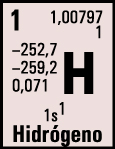 1 1,00797
1
−252,7
−259,2 H
0,071
1s¹
Hidrógeno